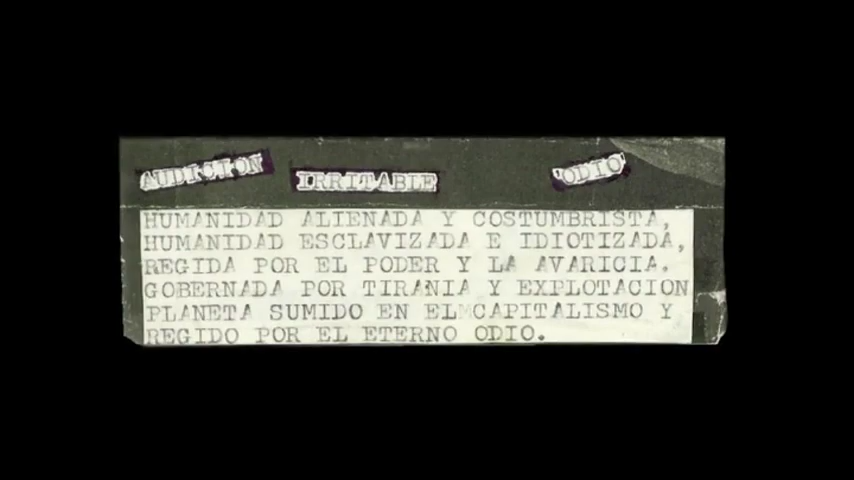 AUDICION IRRITABLE 'ODIO'
HUMANIDAD ALIENADA Y COSTUMBRISTA,
HUMANIDAD ESCLAVIZADA E IDIOTIZADA,
REGIDA POR EL PODER Y LA AVARICIA.
GOBERNADA POR TIRANIA Y EXPLOTACION
PLANETA SUMIDO EN EL CAPITALISMO Y
REGIDO POR EL ETERNO ODIO.